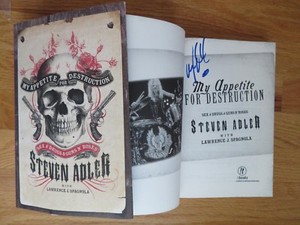 MY APPETITE FOR DESTRUCTION
SEX & DRUGS & GUNS N' ROSES
STEVEN ADLER
WITH
LAWRENCE J. SPAGNOLA
My Appetite
FOR DESTRUCTION
SEX & DRUGS & GUNS N' ROSES
STEVEN ADLER
WITH
LAWRENCE J. SPAGNOLA